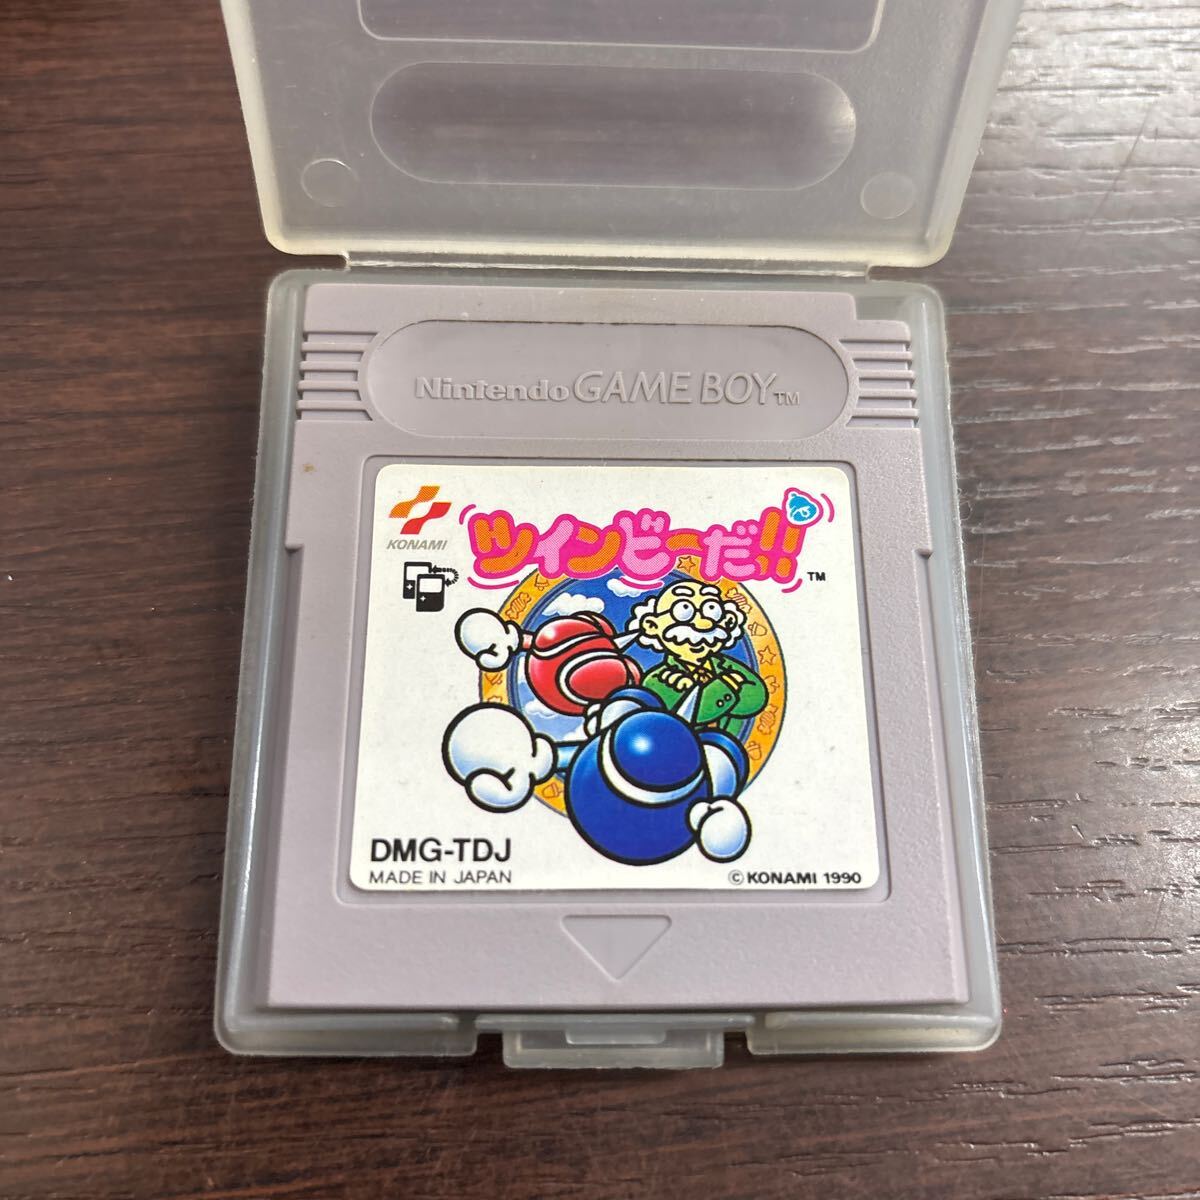 Nintendo GAME BOY TM
KONAMI
ツインビーだ!!
TM
DMG-TDJ
MADE IN JAPAN
© KONAMI 1990